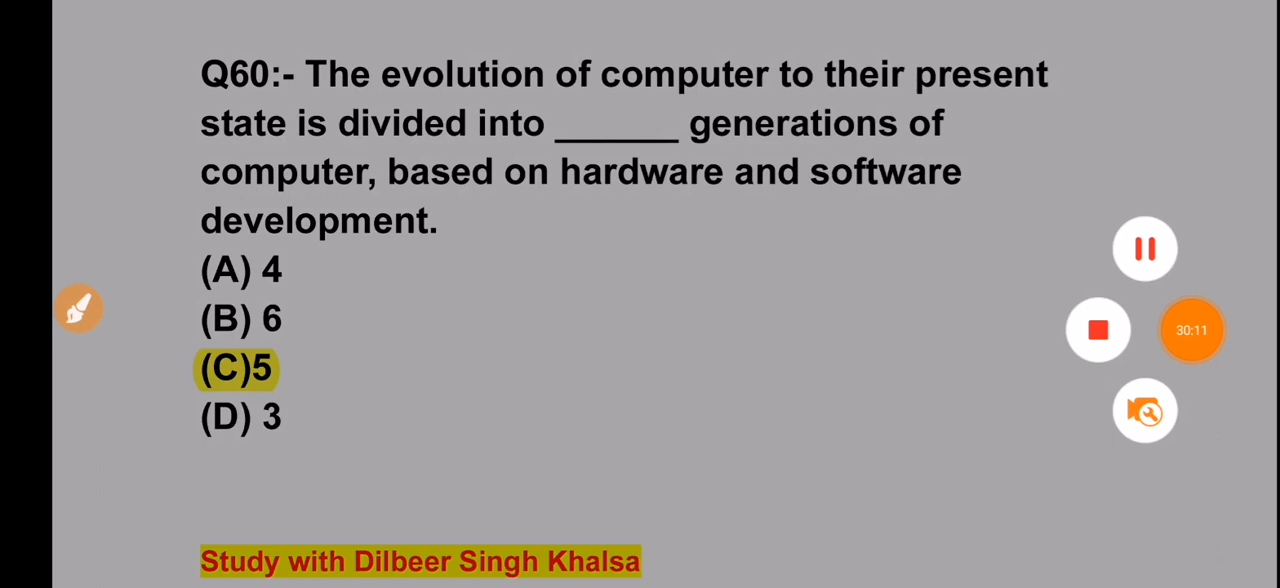 Q60:- The evolution of computer to their present
state is divided into ______ generations of
computer, based on hardware and software
development.
(A) 4
(B) 6
(C)5
(D) 3
30:11
Study with Dilbeer Singh Khalsa